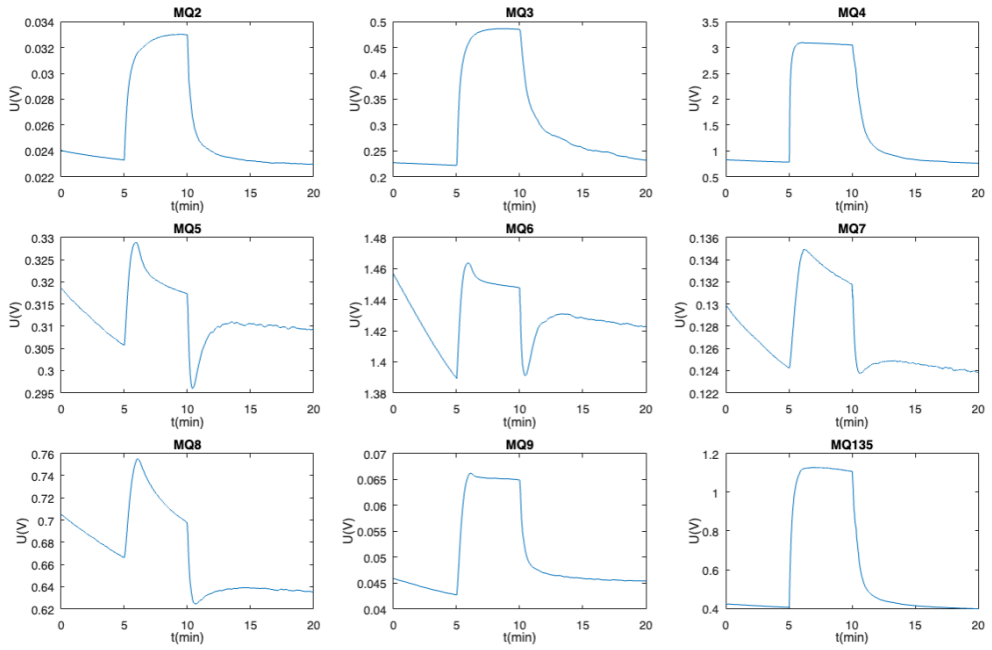 MQ2
U(V)
0.034
0.032
0.03
0.028
0.026
0.024
0.022
0 5 10 15 20
t(min)
MQ3
U(V)
0.5
0.45
0.4
0.35
0.3
0.25
0.2
0 5 10 15 20
t(min)
MQ4
U(V)
3.5
3
2.5
2
1.5
1
0.5
0 5 10 15 20
t(min)
MQ5
U(V)
0.33
0.325
0.32
0.315
0.31
0.305
0.3
0.295
0 5 10 15 20
t(min)
MQ6
U(V)
1.48
1.46
1.44
1.42
1.4
1.38
0 5 10 15 20
t(min)
MQ7
U(V)
0.136
0.134
0.132
0.13
0.128
0.126
0.124
0.122
0 5 10 15 20
t(min)
MQ8
U(V)
0.76
0.74
0.72
0.7
0.68
0.66
0.64
0.62
0 5 10 15 20
t(min)
MQ9
U(V)
0.07
0.065
0.06
0.055
0.05
0.045
0.04
0 5 10 15 20
t(min)
MQ135
U(V)
1.2
1
0.8
0.6
0.4
0 5 10 15 20
t(min)